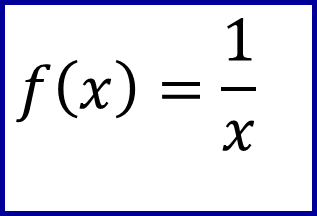 f(x) = 1/x